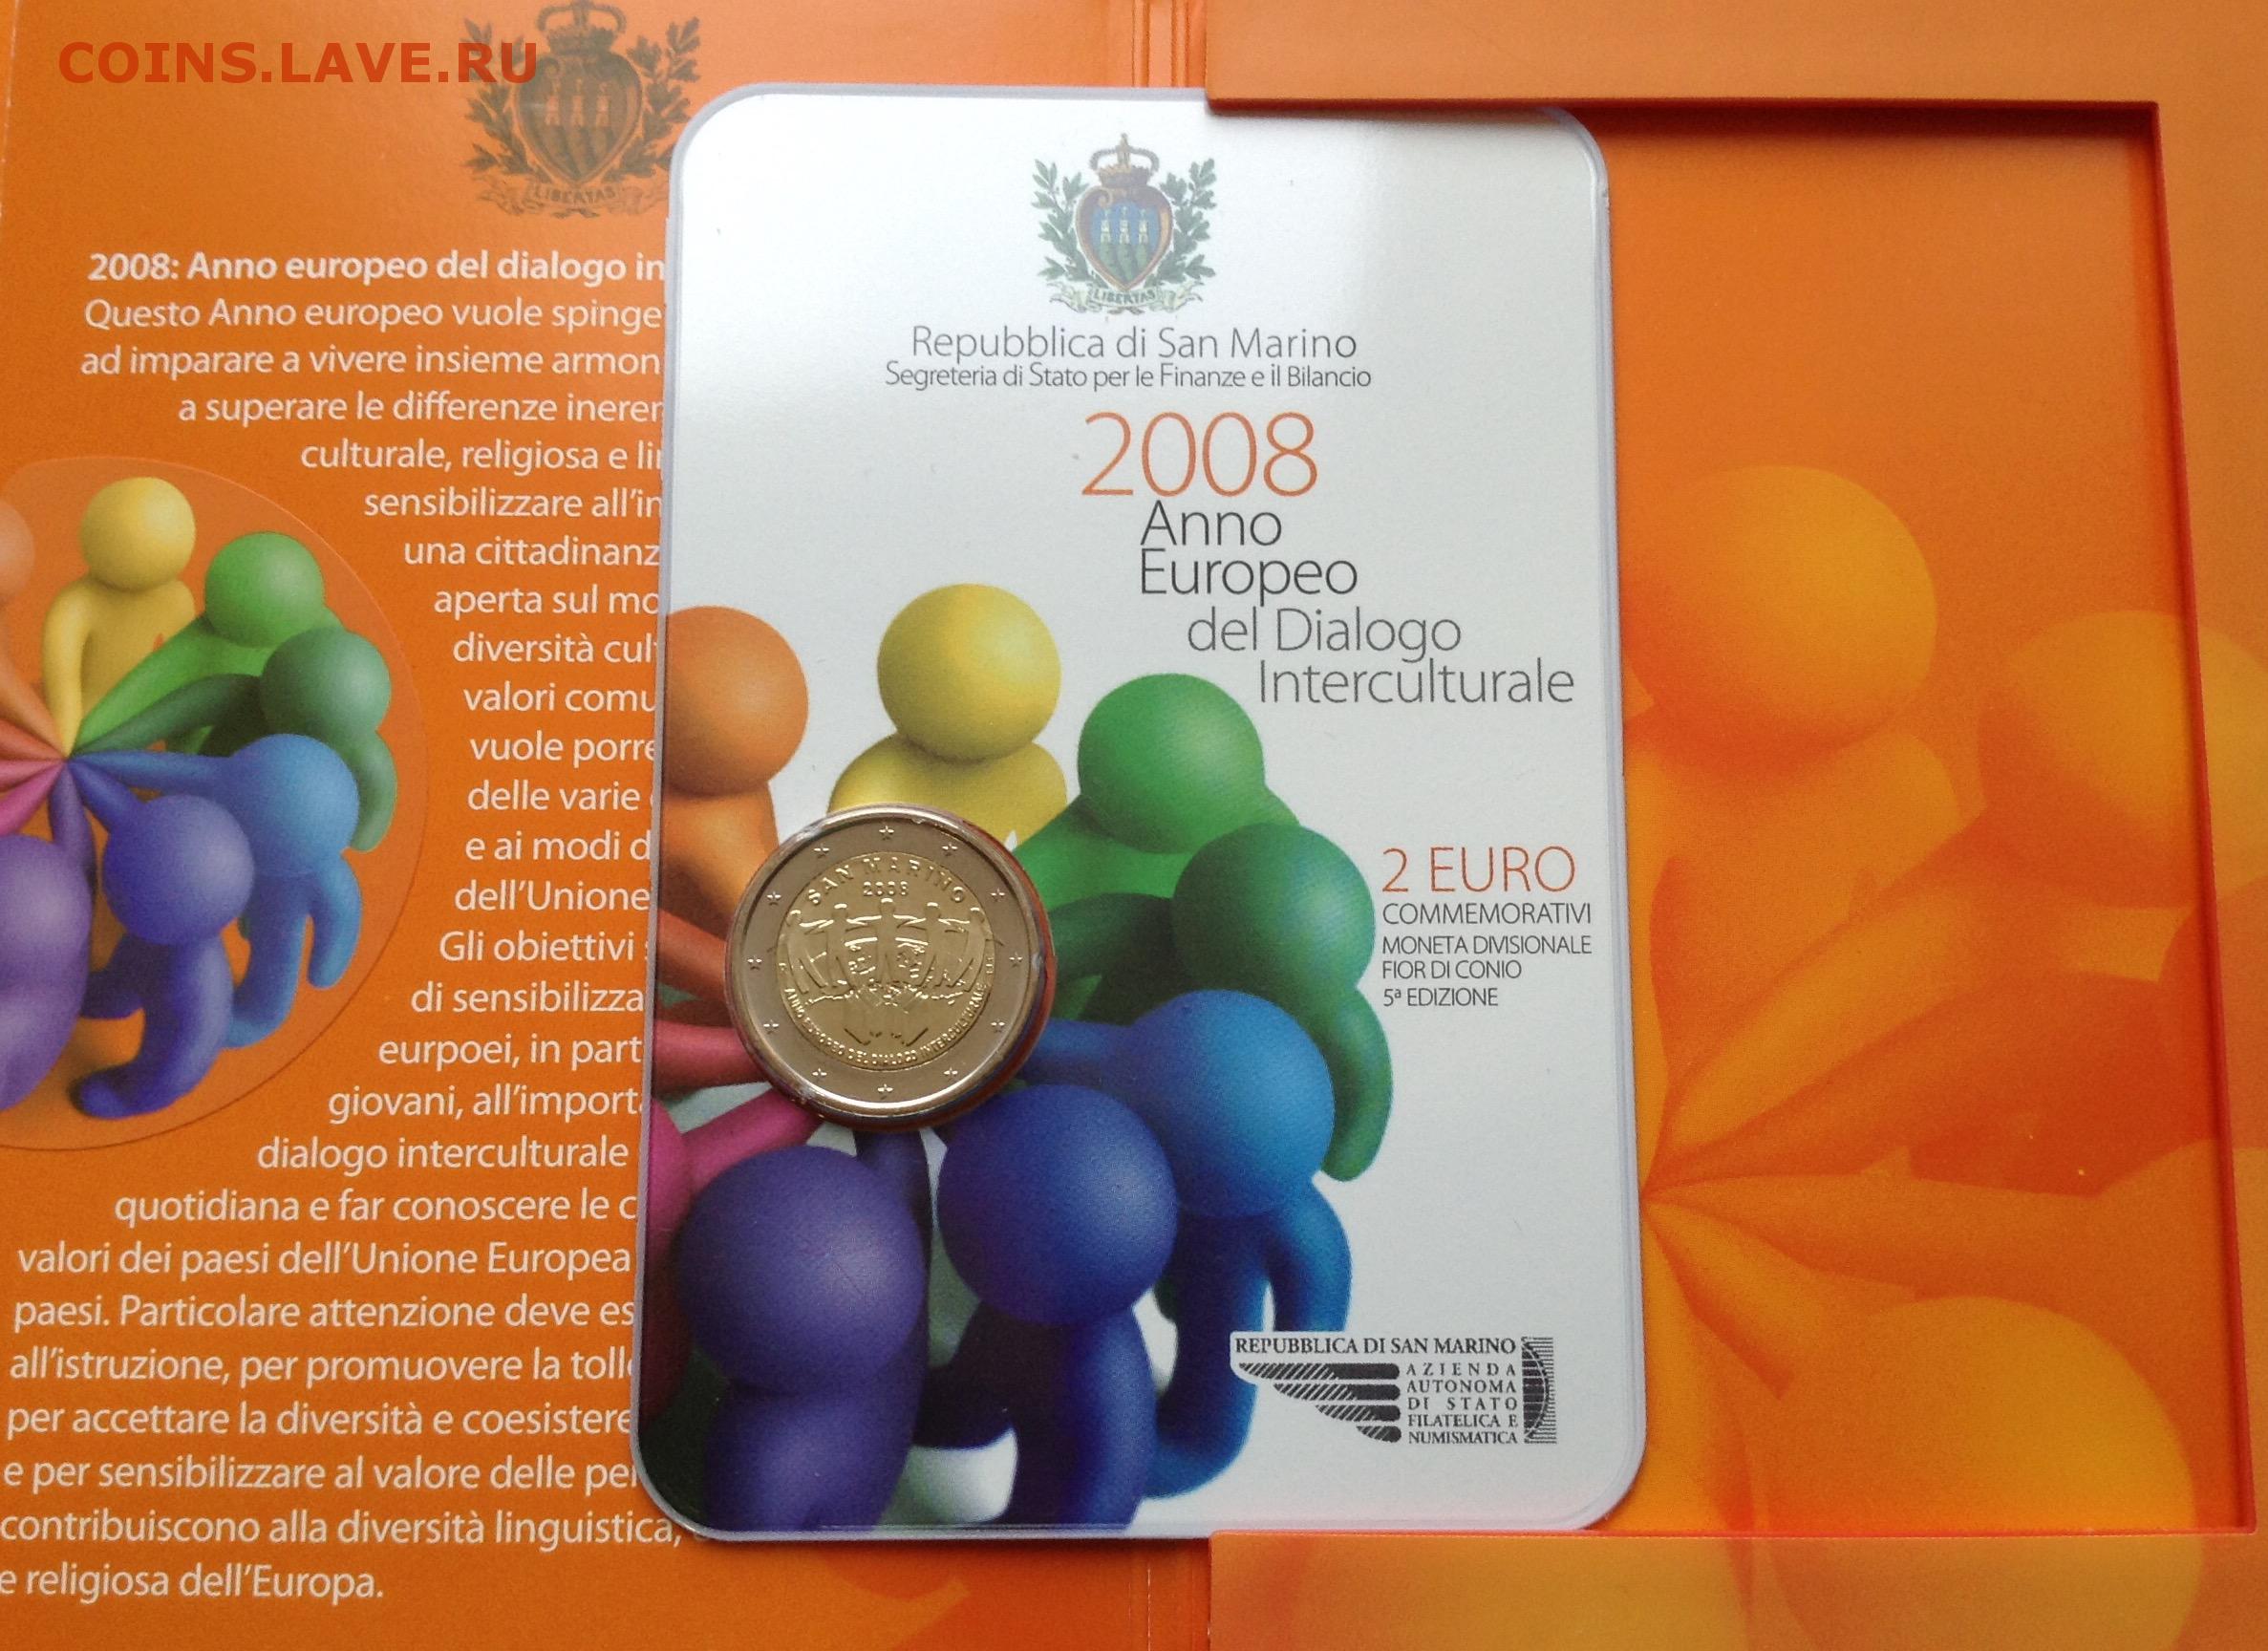 COINS.LAVE.RU
LIBERTAS
2008: Anno europeo del dialogo in
Questo Anno europeo vuole spinge
ad imparare a vivere insieme armon
a superare le differenze ineren
culturale, religiosa e li
sensibilizzare all'in
una cittadinanz
aperta sul mo
diversità cul
valori comu
vuole porre
delle varie
e ai modi d
dell'Unione
Gli obiettivi
di sensibilizza
eurpoei, in part
giovani, all'import
dialogo interculturale
quotidiana e far conoscere le c
valori dei paesi dell'Unione Europea
paesi. Particolare attenzione deve es
all'istruzione, per promuovere la toll
per accettare la diversità e coesistere
e per sensibilizzare al valore delle per
contribuiscono alla diversità linguistica,
e religiosa dell'Europa.
LIBERTAS
Repubblica di San Marino
Segreteria di Stato per le Finanze e il Bilancio
2008
Anno
Europeo
del Dialogo
Interculturale
SAN MARINO
2008
ANNO EUROPEO DEL DIALOGO INTERCULTURALE
2 EURO
COMMEMORATIVI
MONETA DIVISIONALE
FIOR DI CONIO
5ª EDIZIONE
REPUBBLICA DI SAN MARINO
AZIENDA
AUTONOMA
DI STATO
FILATELICA E
NUMISMATICA